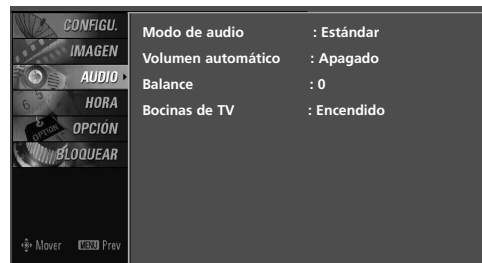 CONFIGU.
IMAGEN
AUDIO
HORA
OPCIÓN
BLOQUEAR
Mover MENU Prev
Modo de audio : Estándar
Volumen automático : Apagado
Balance : 0
Bocinas de TV : Encendido